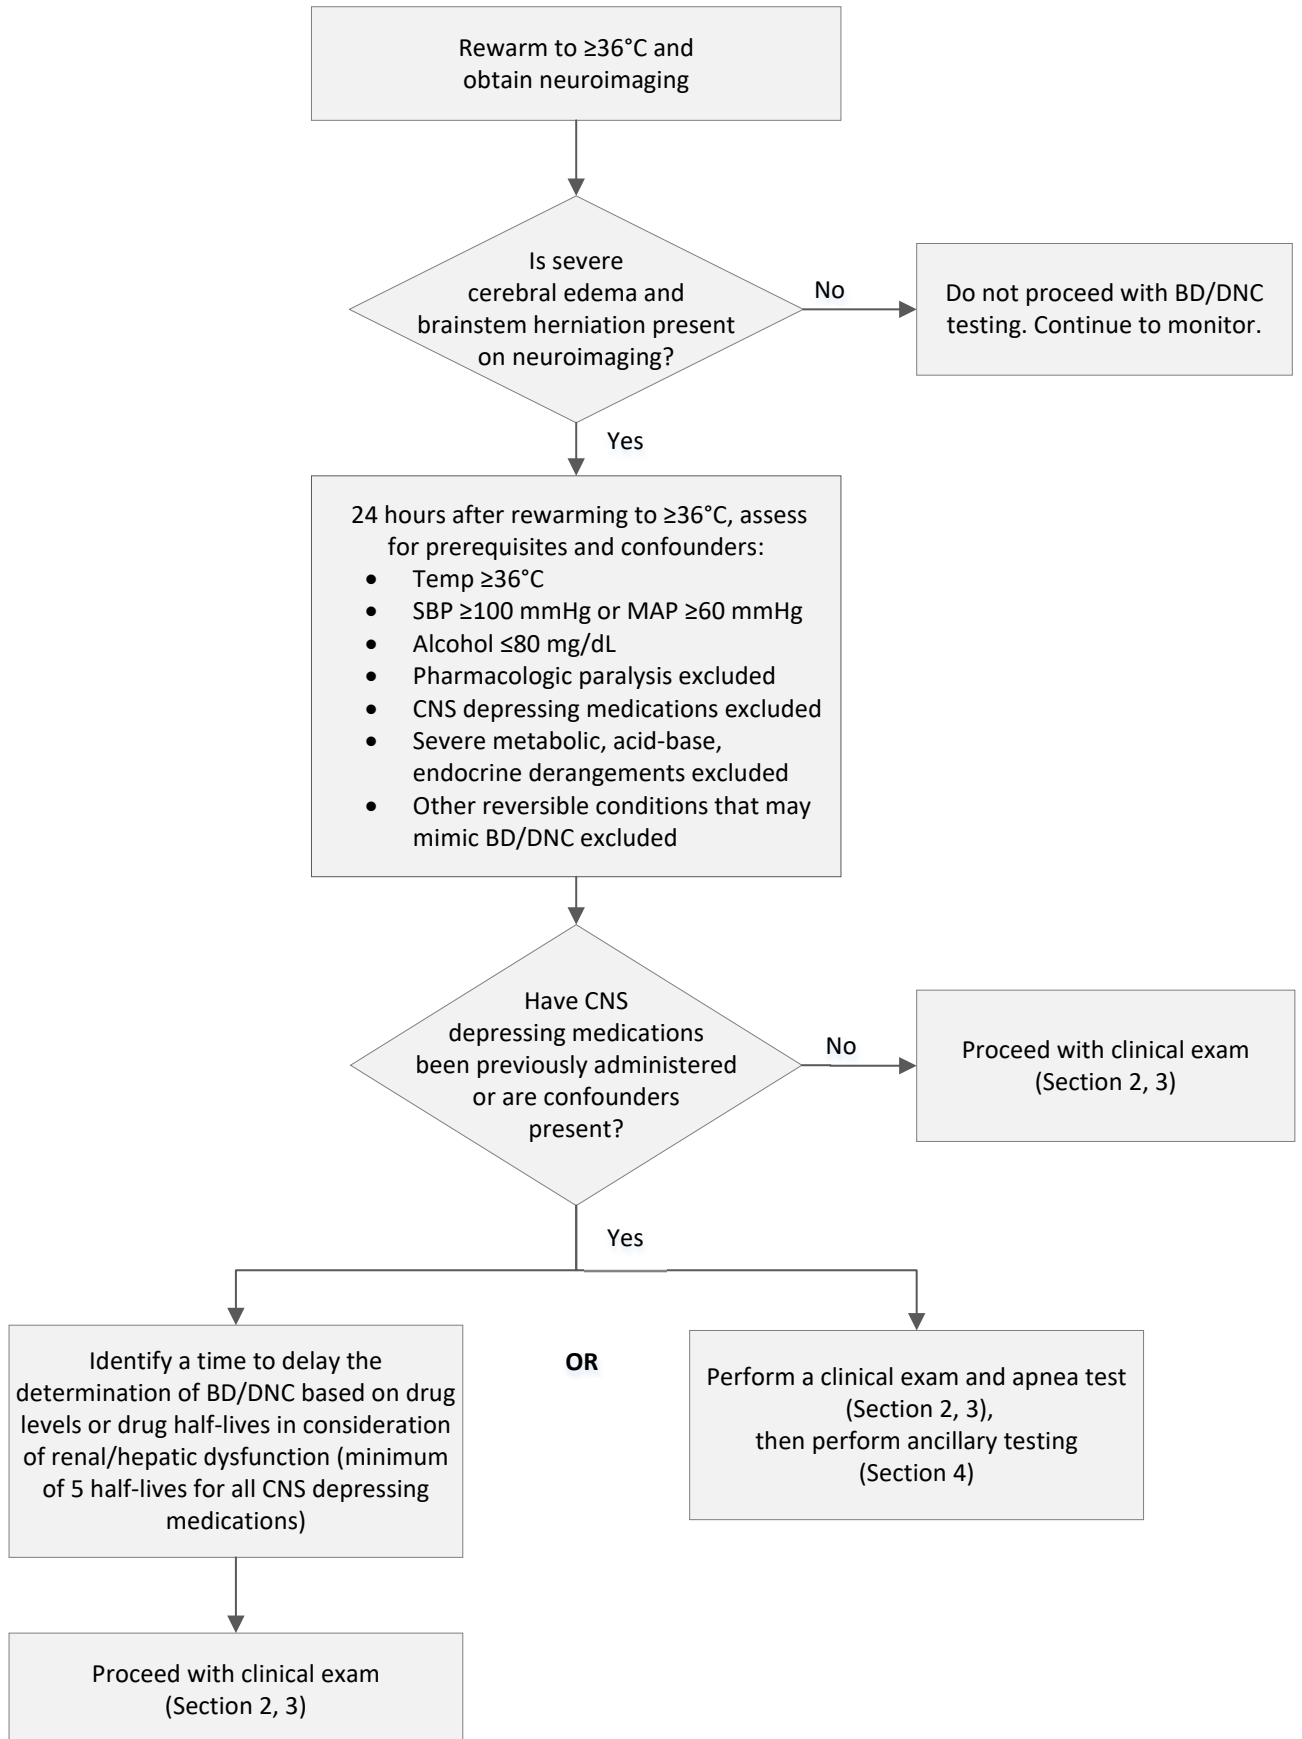 Rewarm to ≥36°C and
obtain neuroimaging
Is severe
cerebral edema and
brainstem herniation present
on neuroimaging?
No
Do not proceed with BD/DNC
testing. Continue to monitor.
Yes
24 hours after rewarming to ≥36°C, assess
for prerequisites and confounders:
• Temp ≥36°C
• SBP ≥100 mmHg or MAP ≥60 mmHg
• Alcohol ≤80 mg/dL
• Pharmacologic paralysis excluded
• CNS depressing medications excluded
• Severe metabolic, acid-base,
endocrine derangements excluded
• Other reversible conditions that may
mimic BD/DNC excluded
Have CNS
depressing medications
been previously administered
or are confounders
present?
No
Proceed with clinical exam
(Section 2, 3)
Yes
Identify a time to delay the
determination of BD/DNC based on drug
levels or drug half-lives in consideration
of renal/hepatic dysfunction (minimum
of 5 half-lives for all CNS depressing
medications)
OR
Perform a clinical exam and apnea test
(Section 2, 3),
then perform ancillary testing
(Section 4)
Proceed with clinical exam
(Section 2, 3)